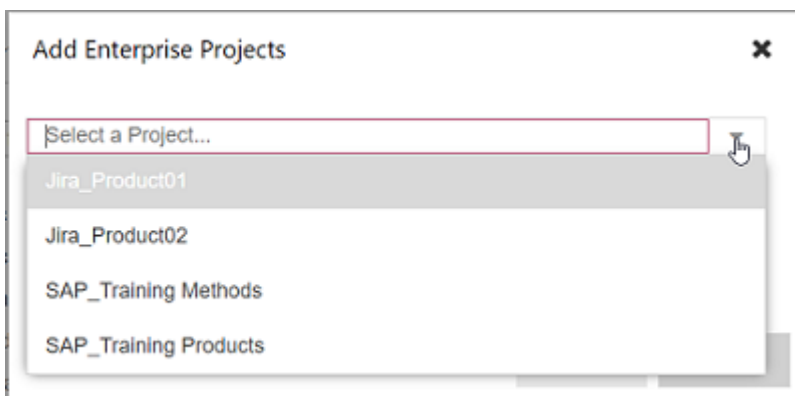 Add Enterprise Projects
Select a Project...
Jira_Product01
Jira_Product02
SAP_Training Methods
SAP_Training Products